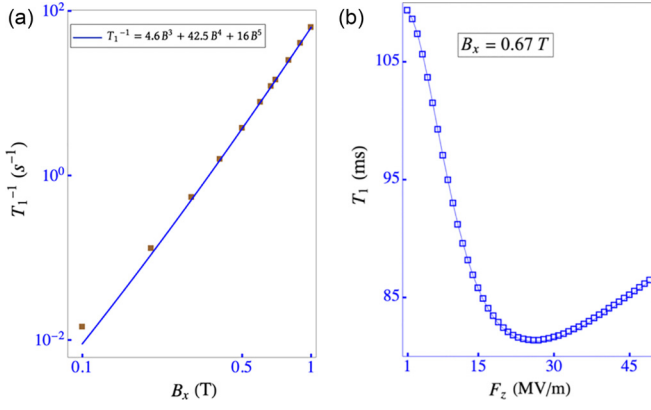 (a)
T₁⁻¹ = 4.6 B³ + 42.5 B⁴ + 16 B⁵
T₁⁻¹ (s⁻¹)
10²
10⁰
10⁻²
0.1
0.5
1
Bₓ (T)
(b)
Bₓ = 0.67 T
T₁ (ms)
105
95
85
1
15
30
45
F_z (MV/m)